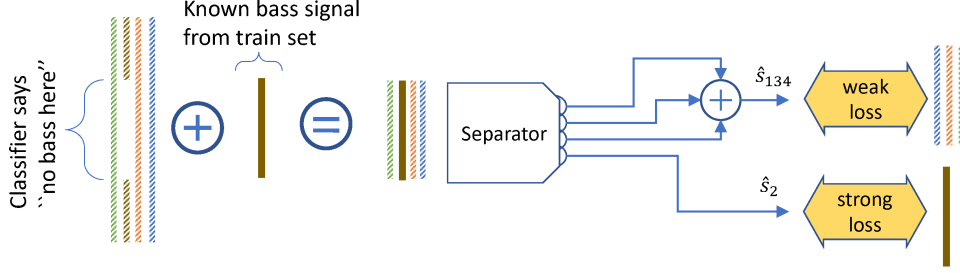 Classifier says
“no bass here”
Known bass signal
from train set
+
=
Separator
+
ŝ₁₃₄
weak
loss
ŝ₂
strong
loss